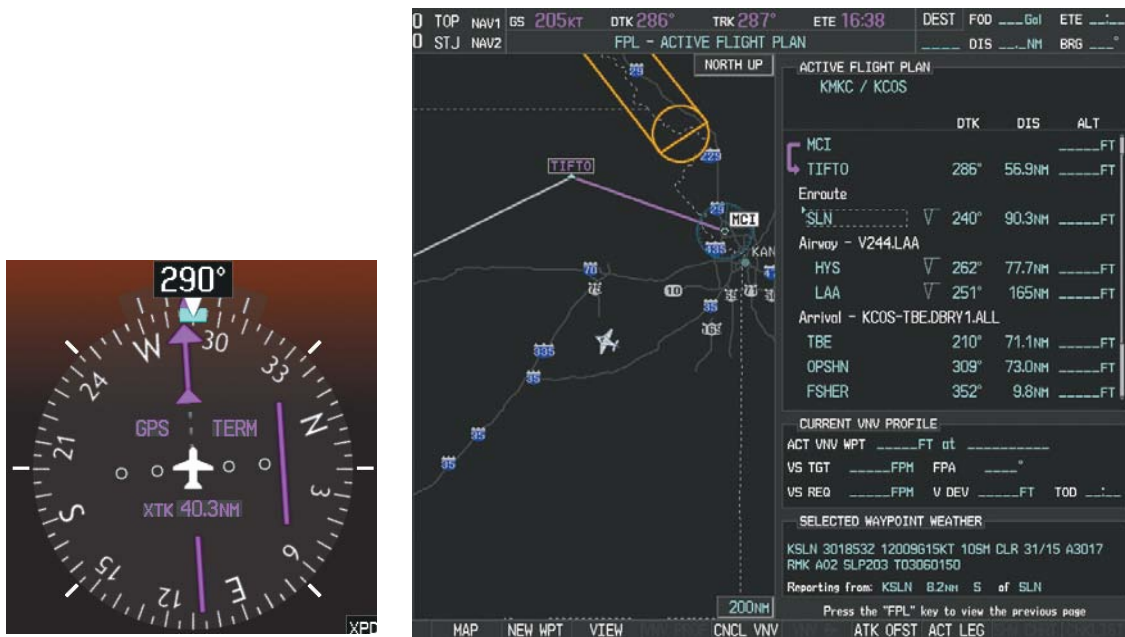 290°
W 30 33 N 3 6 E 12 15 S 21 24
GPS TERM
XTK 40.3NM
XPD
0 TOP NAV1 GS 205KT DTK 286° TRK 287° ETE 16:38 DEST FOD ___Gal ETE __:__
0 STJ NAV2 FPL - ACTIVE FLIGHT PLAN ____ DIS __._NM BRG ___°
NORTH UP
29
229
TIFTO
29
MCI
435
KAN
70
10
35
335
35
35
35
200NM
ACTIVE FLIGHT PLAN
KMKC / KCOS
DTK DIS ALT
MCI _____FT
TIFTO 286° 56.9NM _____FT
Enroute
SLN 240° 90.3NM _____FT
Airway - V244.LAA
HYS 262° 77.7NM _____FT
LAA 251° 165NM _____FT
Arrival - KCOS-TBE.DBRY1.ALL
TBE 210° 71.1NM _____FT
OPSHN 309° 73.0NM _____FT
FSHER 352° 9.8NM _____FT
CURRENT VNV PROFILE
ACT VNV WPT _____FT at __________
VS TGT _____FPM FPA ____°
VS REQ _____FPM V DEV _____FT TOD __:__
SELECTED WAYPOINT WEATHER
KSLN 301853Z 12009G15KT 10SM CLR 31/15 A3017
RMK AO2 SLP203 T03060150
Reporting from: KSLN 8.2NM S of SLN
Press the "FPL" key to view the previous page
MAP NEW WPT VIEW CNCL VNV ATK OFST ACT LEG